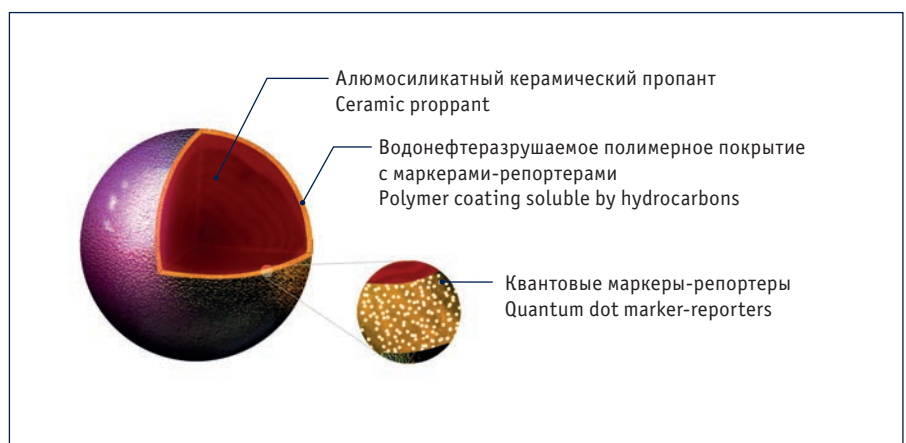 Алюмосиликатный керамический пропант
Ceramic proppant
Водонефтеразрушаемое полимерное покрытие
с маркерами-репортерами
Polymer coating soluble by hydrocarbons
Квантовые маркеры-репортеры
Quantum dot marker-reporters